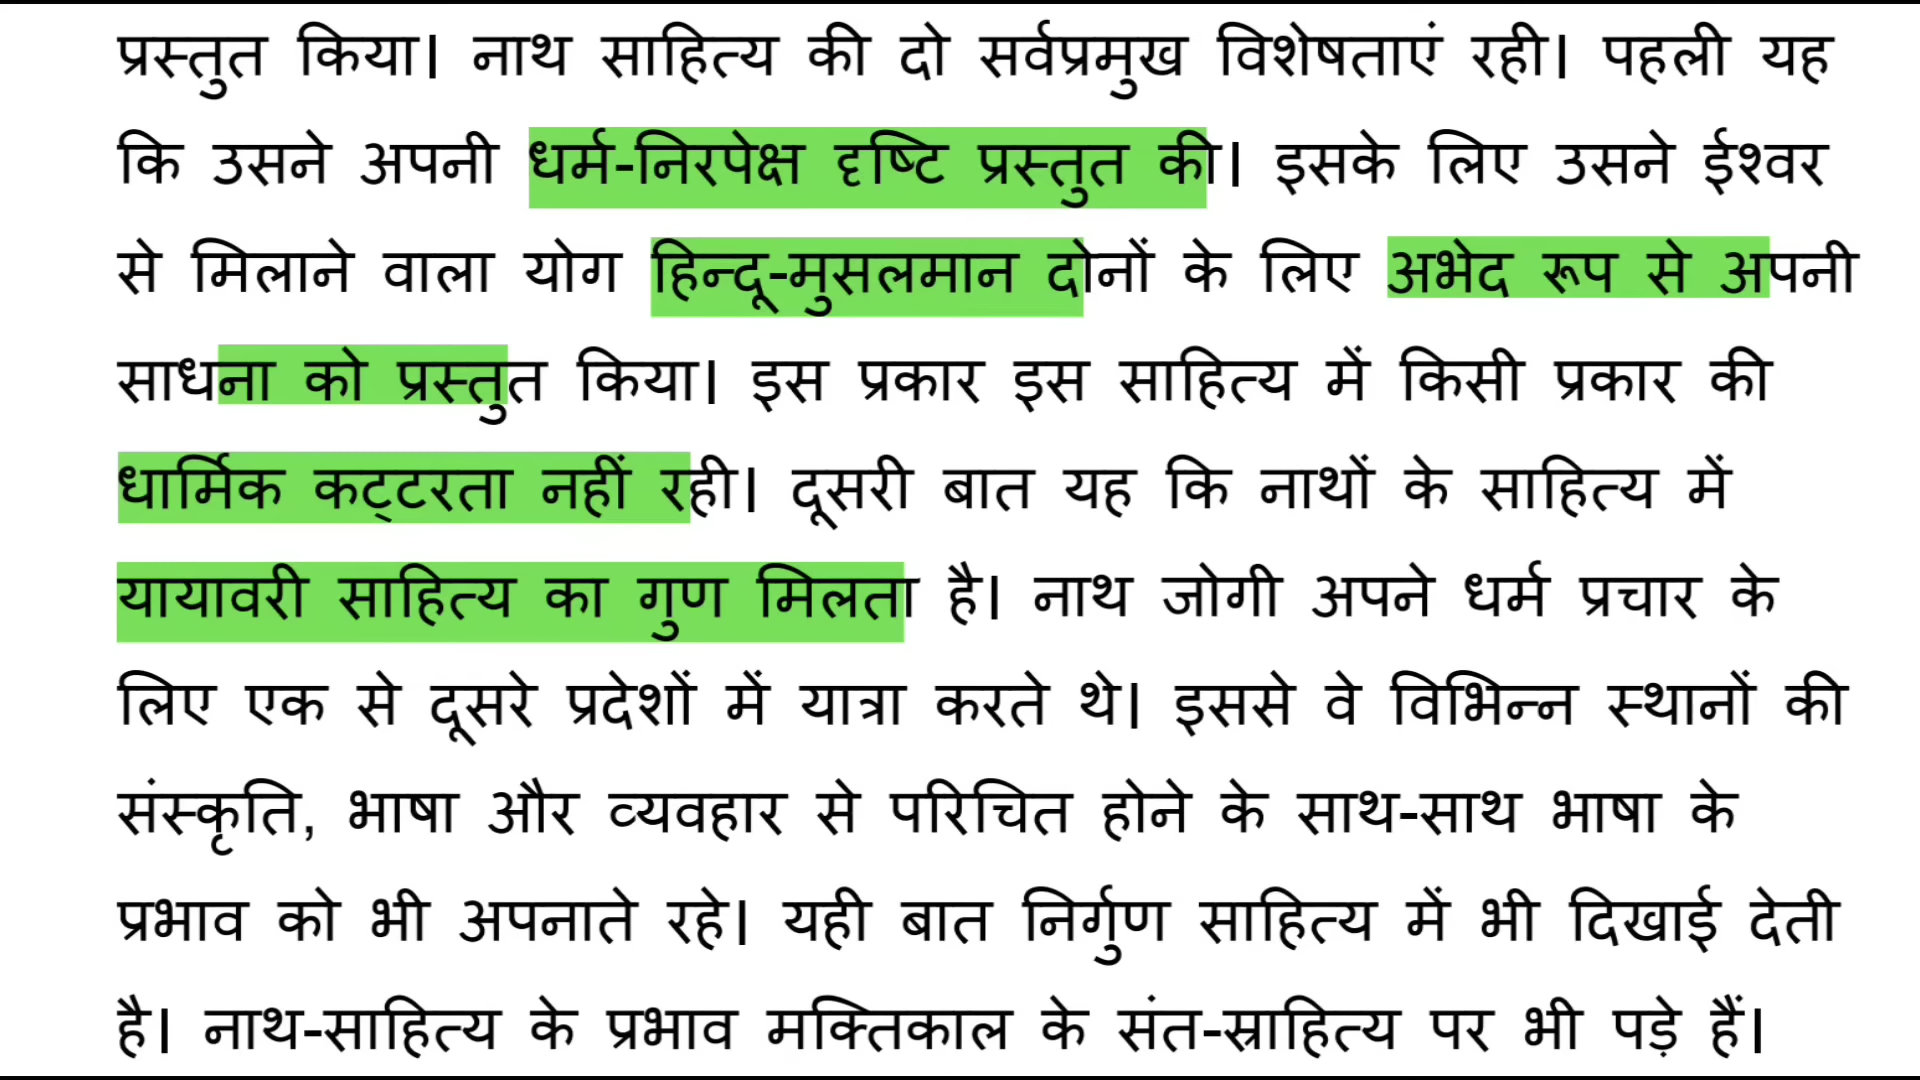 प्रस्तुत किया। नाथ साहित्य की दो सर्वप्रमुख विशेषताएं रही। पहली यह
कि उसने अपनी धर्म-निरपेक्ष दृष्टि प्रस्तुत की। इसके लिए उसने ईश्वर
से मिलाने वाला योग हिन्दू-मुसलमान दोनों के लिए अभेद रूप से अपनी
साधना को प्रस्तुत किया। इस प्रकार इस साहित्य में किसी प्रकार की
धार्मिक कट्टरता नहीं रही। दूसरी बात यह कि नाथों के साहित्य में
यायावरी साहित्य का गुण मिलता है। नाथ जोगी अपने धर्म प्रचार के
लिए एक से दूसरे प्रदेशों में यात्रा करते थे। इससे वे विभिन्न स्थानों की
संस्कृति, भाषा और व्यवहार से परिचित होने के साथ-साथ भाषा के
प्रभाव को भी अपनाते रहे। यही बात निर्गुण साहित्य में भी दिखाई देती
है। नाथ-साहित्य के प्रभाव मक्तिकाल के संत-स्राहित्य पर भी पड़े हैं।